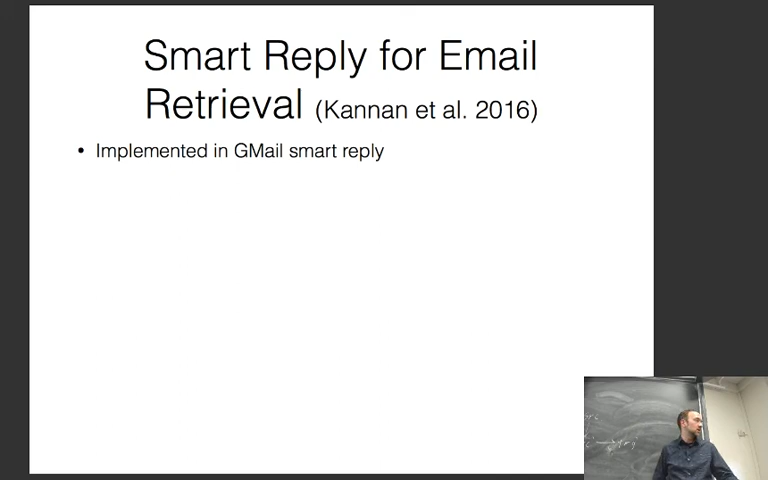 Smart Reply for Email
Retrieval (Kannan et al. 2016)
• Implemented in GMail smart reply